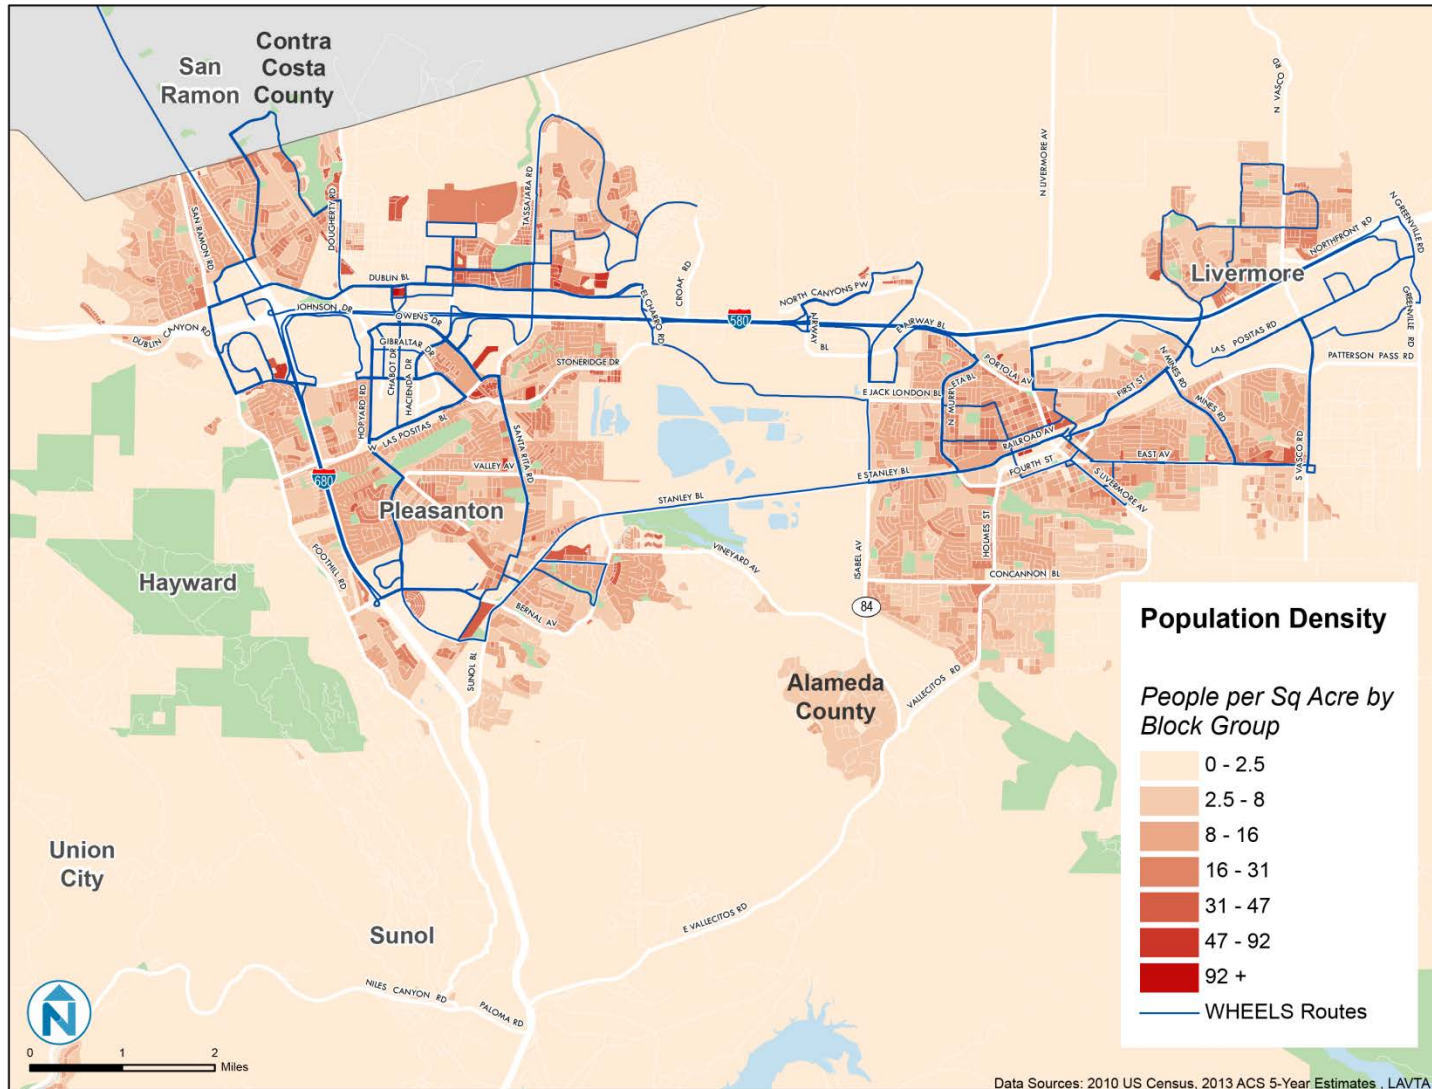 Contra
Costa
County
San
Ramon
N VASCO RD
N LIVERMORE AV
SAN RAMON RD
DOUGHERTY RD
TASSAJARA RD
N GREENVILLE RD
NORTHFRONT RD
Livermore
DUBLIN BL
CROAK RD
EL CHARRO RD
NORTH CANYONS PW
GREENVILLE RD
JOHNSON DR
OWENS DR
580
AIRWAY BL
E AIRWAY BL
LAS POSITAS RD
DUBLIN CANYON RD
GIBRALTAR DR
CHABOT DR
HACIENDA DR
STONERIDGE DR
PORTOLA AV
N MINES RD
PATTERSON PASS RD
HOPYARD RD
E JACK LONDON BL
N MURRIETA BL
FIRST ST
MINES RD
W LAS POSITAS BL
SANTA RITA RD
RAILROAD AV
S VASCO RD
680
VALLEY AV
E STANLEY BL
FOURTH ST
EAST AV
STANLEY BL
S LIVERMORE AV
Pleasanton
FOOTHILL RD
VINEYARD AV
ISABEL AV
HOLMES ST
Hayward
CONCANNON BL
BERNAL AV
84
SUNOL BL
Alameda
County
VALLECITOS RD
Union
City
Sunol
E VALLECITOS RD
NILES CANYON RD
PALOMA RD
Population Density
People per Sq Acre by
Block Group
0 - 2.5
2.5 - 8
8 - 16
16 - 31
31 - 47
47 - 92
92 +
WHEELS Routes
N
0 1 2
Miles
Data Sources: 2010 US Census, 2013 ACS 5-Year Estimates , LAVTA